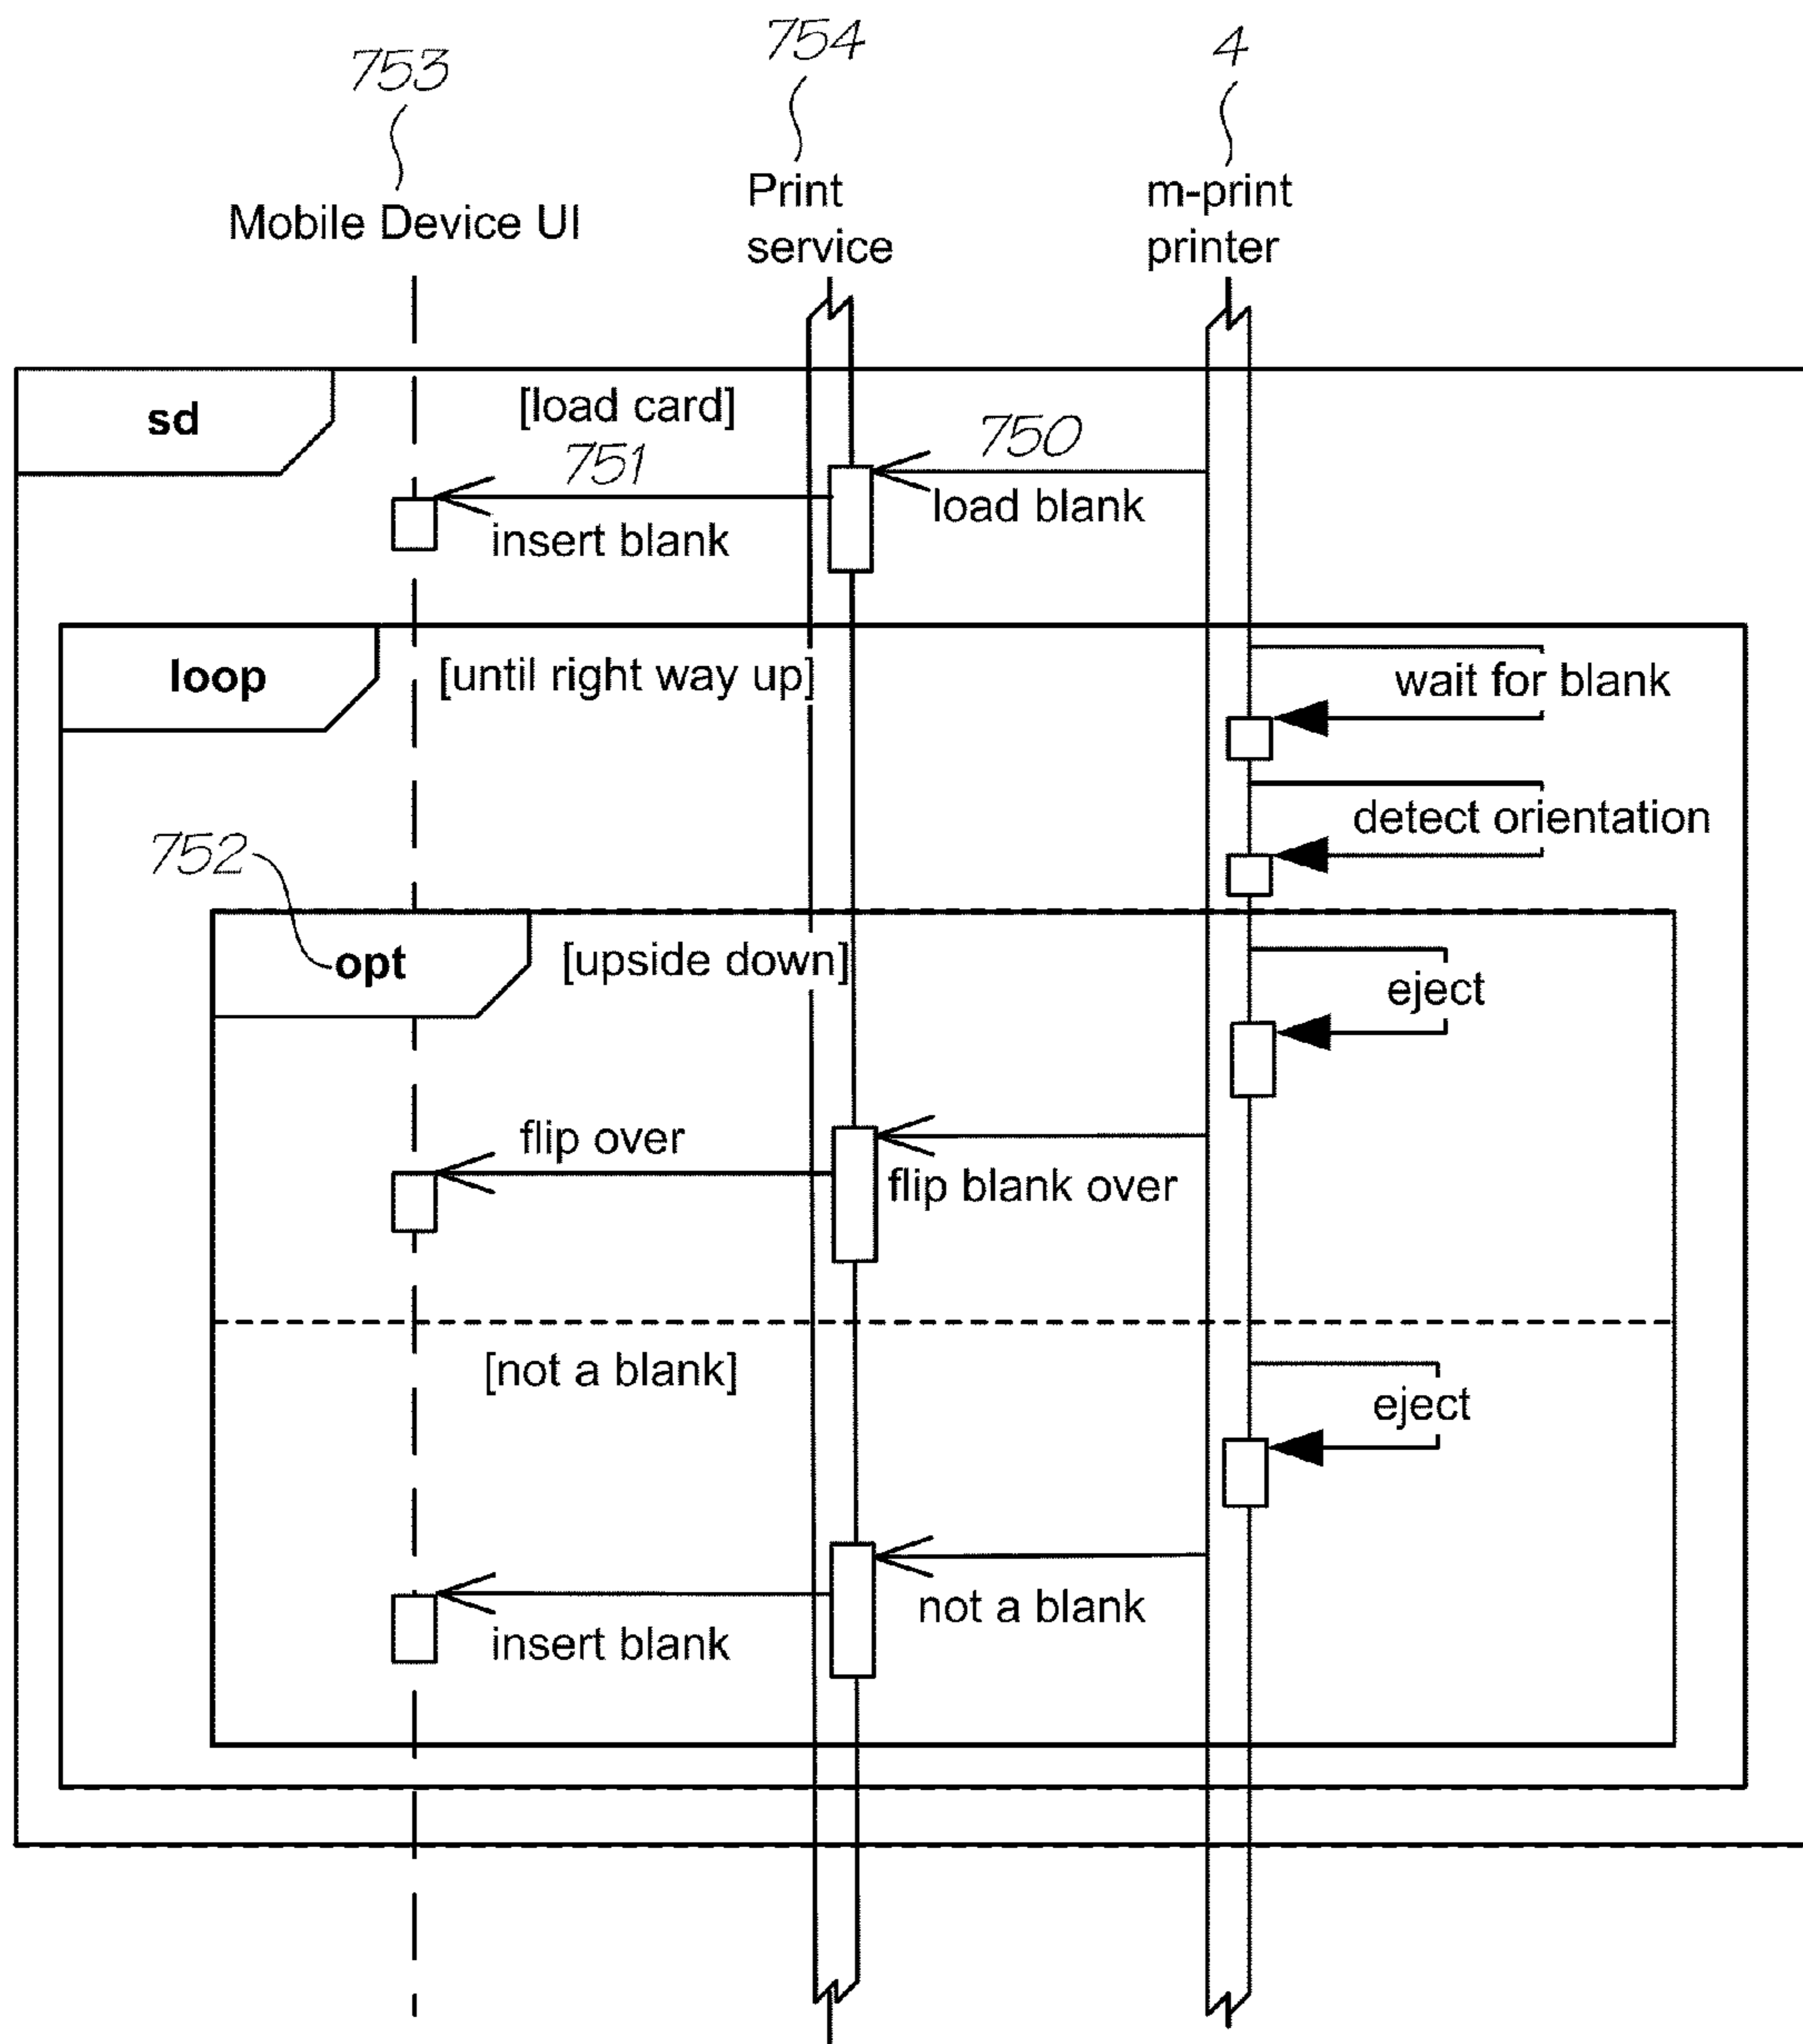 753
754
4
Mobile Device UI
Print
service
m-print
printer
sd
[load card]
751
750
insert blank
load blank
loop
[until right way up]
wait for blank
detect orientation
752
opt
[upside down]
eject
flip over
flip blank over
[not a blank]
eject
not a blank
insert blank